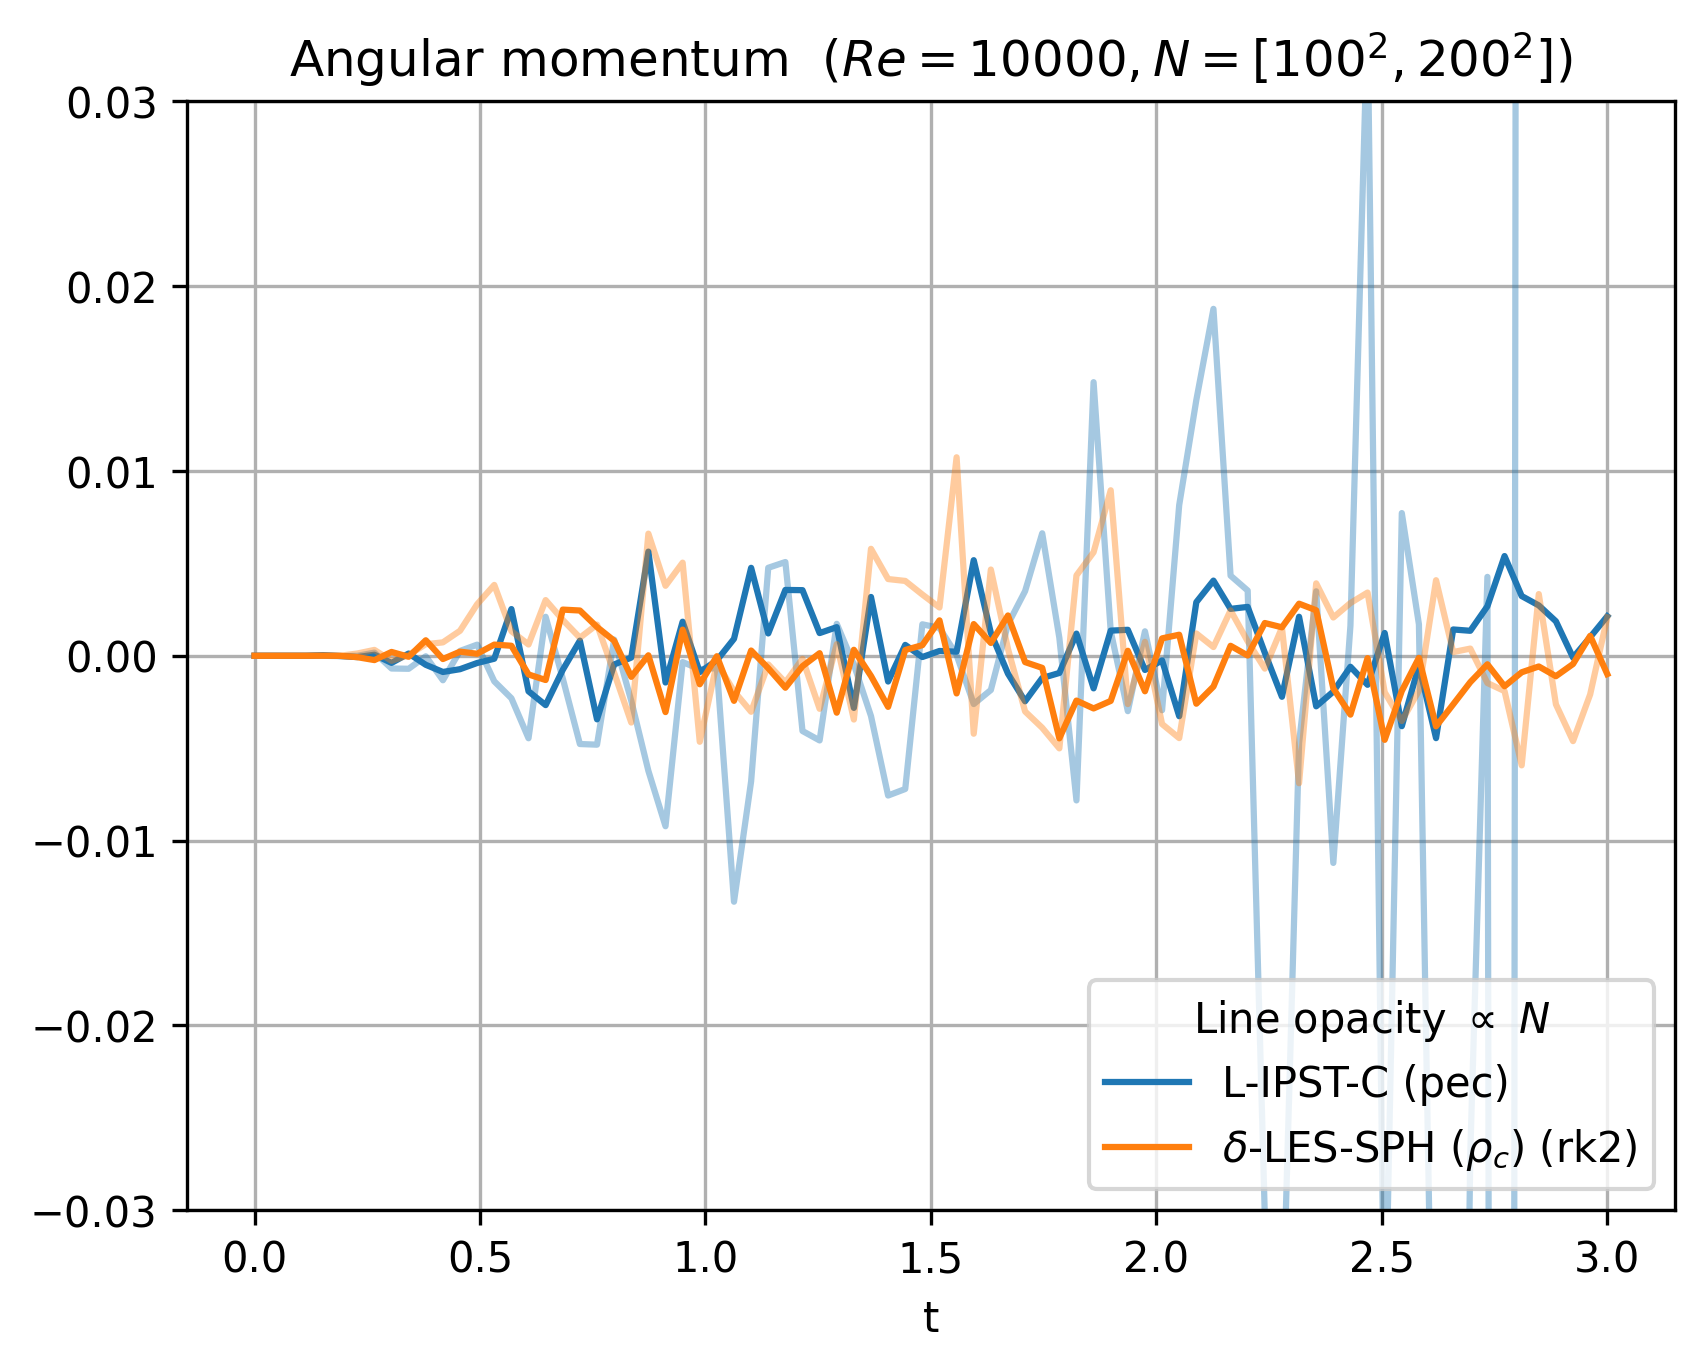 Angular momentum (Re = 10000, N = [100², 200²])
0.03
0.02
0.01
0.00
−0.01
−0.02
−0.03
Line opacity ∝ N
L-IPST-C (pec)
δ-LES-SPH (ρ_c) (rk2)
0.0 0.5 1.0 1.5 2.0 2.5 3.0
t